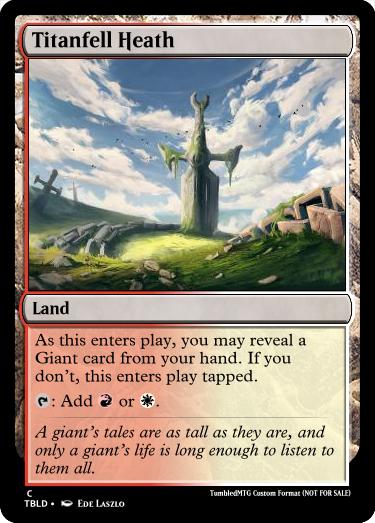 Titanfell Heath
Land
As this enters play, you may reveal a
Giant card from your hand. If you
don't, this enters play tapped.
: Add or .
A giant's tales are as tall as they are, and
only a giant's life is long enough to listen to
them all.
C
TBLD • Ede Laszlo
TumbledMTG Custom Format (NOT FOR SALE)